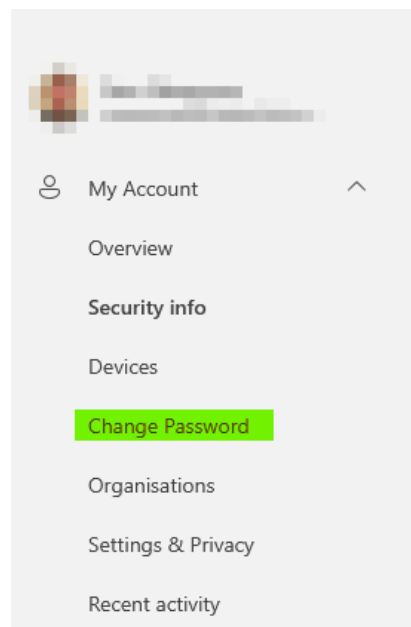 My Account
Overview
Security info
Devices
Change Password
Organisations
Settings & Privacy
Recent activity